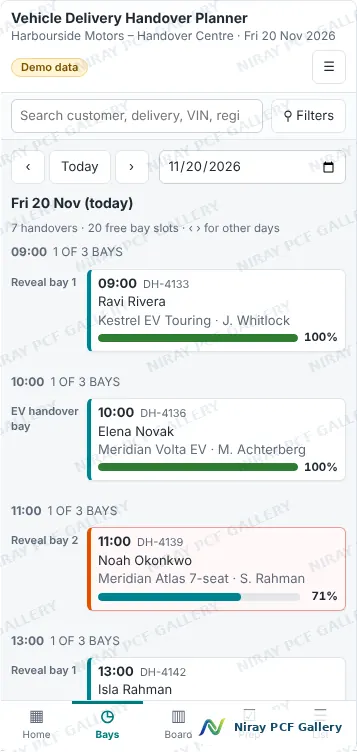 Vehicle Delivery Handover Planner
Harbourside Motors – Handover Centre · Fri 20 Nov 2026
Demo data
☰
Search customer, delivery, VIN, regi
Filters
‹ Today › 11/20/2026
Fri 20 Nov (today)
7 handovers · 20 free bay slots · ‹ › for other days
09:00 1 OF 3 BAYS
Reveal bay 1
09:00 DH-4133
Ravi Rivera
Kestrel EV Touring · J. Whitlock
100%
10:00 1 OF 3 BAYS
EV handover
bay
10:00 DH-4136
Elena Novak
Meridian Volta EV · M. Achterberg
100%
11:00 1 OF 3 BAYS
Reveal bay 2
11:00 DH-4139
Noah Okonkwo
Meridian Atlas 7-seat · S. Rahman
71%
13:00 1 OF 3 BAYS
Reveal bay 1
13:00 DH-4142
Isla Rahman
Home Bays Board
Niray PCF Gallery
NIRAY PCF GALLERY